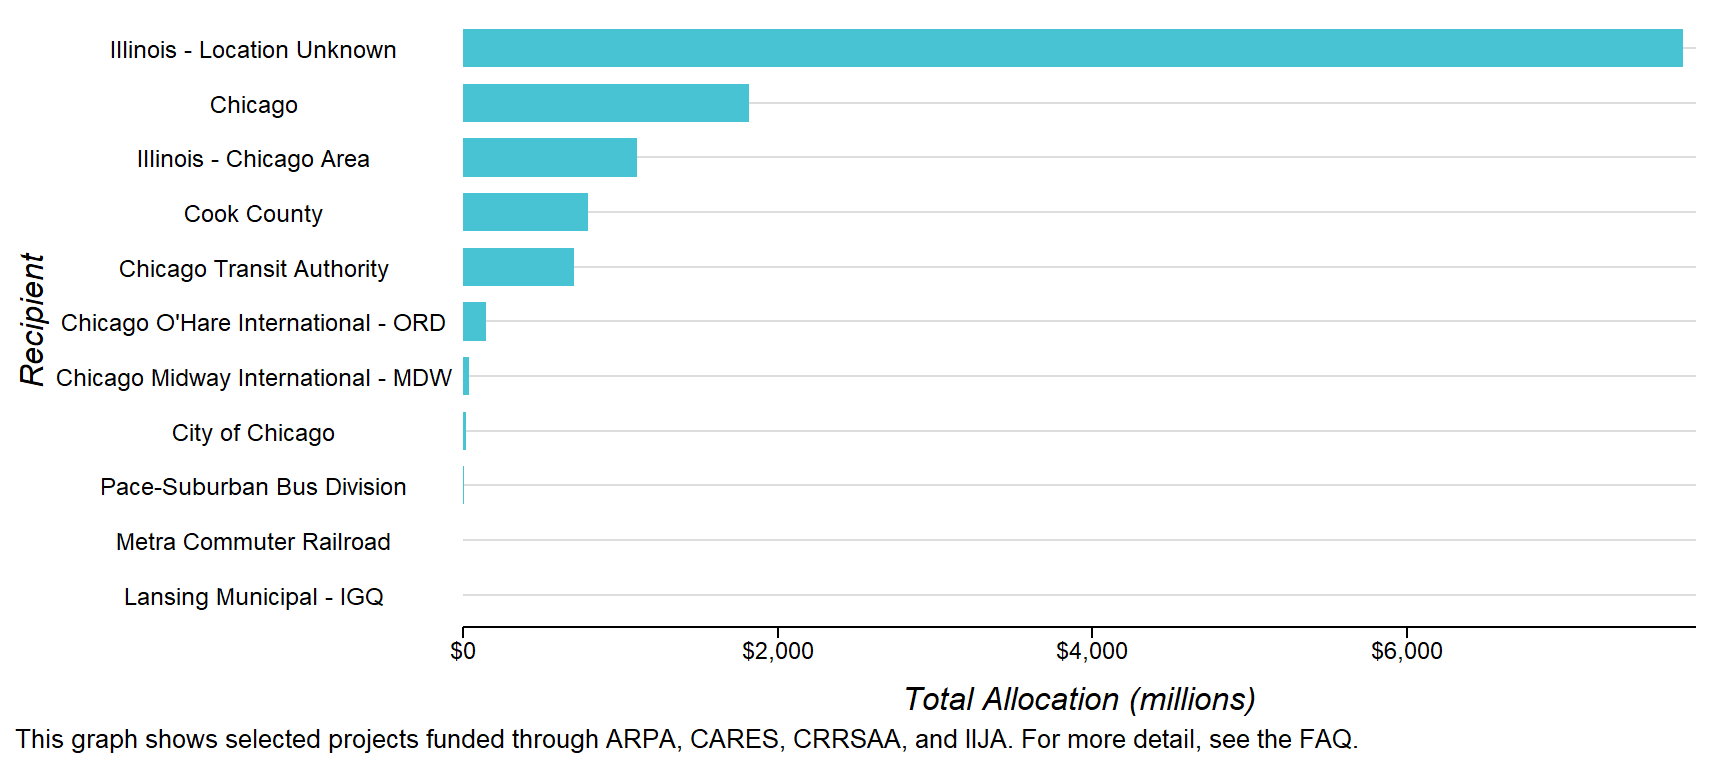 Illinois - Location Unknown
Chicago
Illinois - Chicago Area
Cook County
Chicago Transit Authority
Chicago O'Hare International - ORD
Chicago Midway International - MDW
City of Chicago
Pace-Suburban Bus Division
Metra Commuter Railroad
Lansing Municipal - IGQ
Recipient
$0 $2,000 $4,000 $6,000
Total Allocation (millions)
This graph shows selected projects funded through ARPA, CARES, CRRSAA, and IIJA. For more detail, see the FAQ.